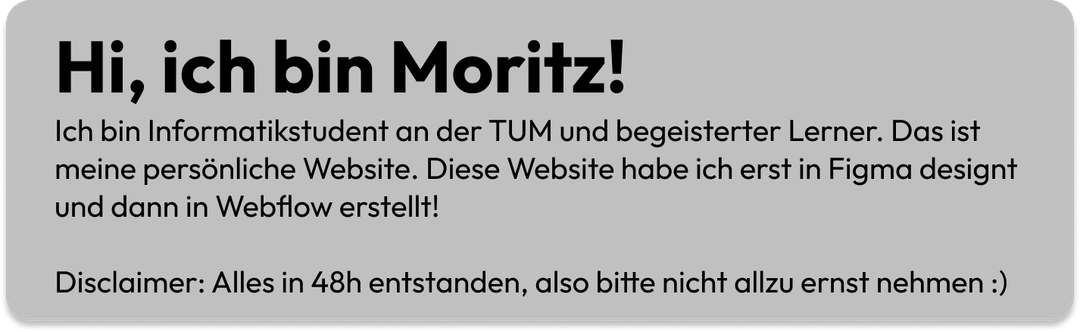 Hi, ich bin Moritz!
Ich bin Informatikstudent an der TUM und begeisterter Lerner. Das ist
meine persönliche Website. Diese Website habe ich erst in Figma designt
und dann in Webflow erstellt!
Disclaimer: Alles in 48h entstanden, also bitte nicht allzu ernst nehmen :)